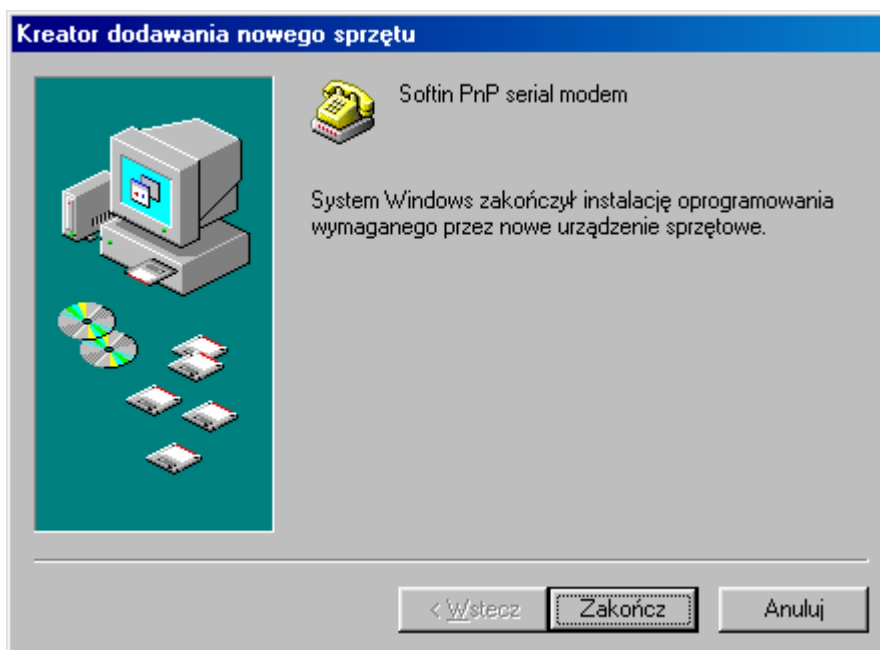 Kreator dodawania nowego sprzętu
Softin PnP serial modem
System Windows zakończył instalację oprogramowania
wymaganego przez nowe urządzenie sprzętowe.
< Wstecz
Zakończ
Anuluj